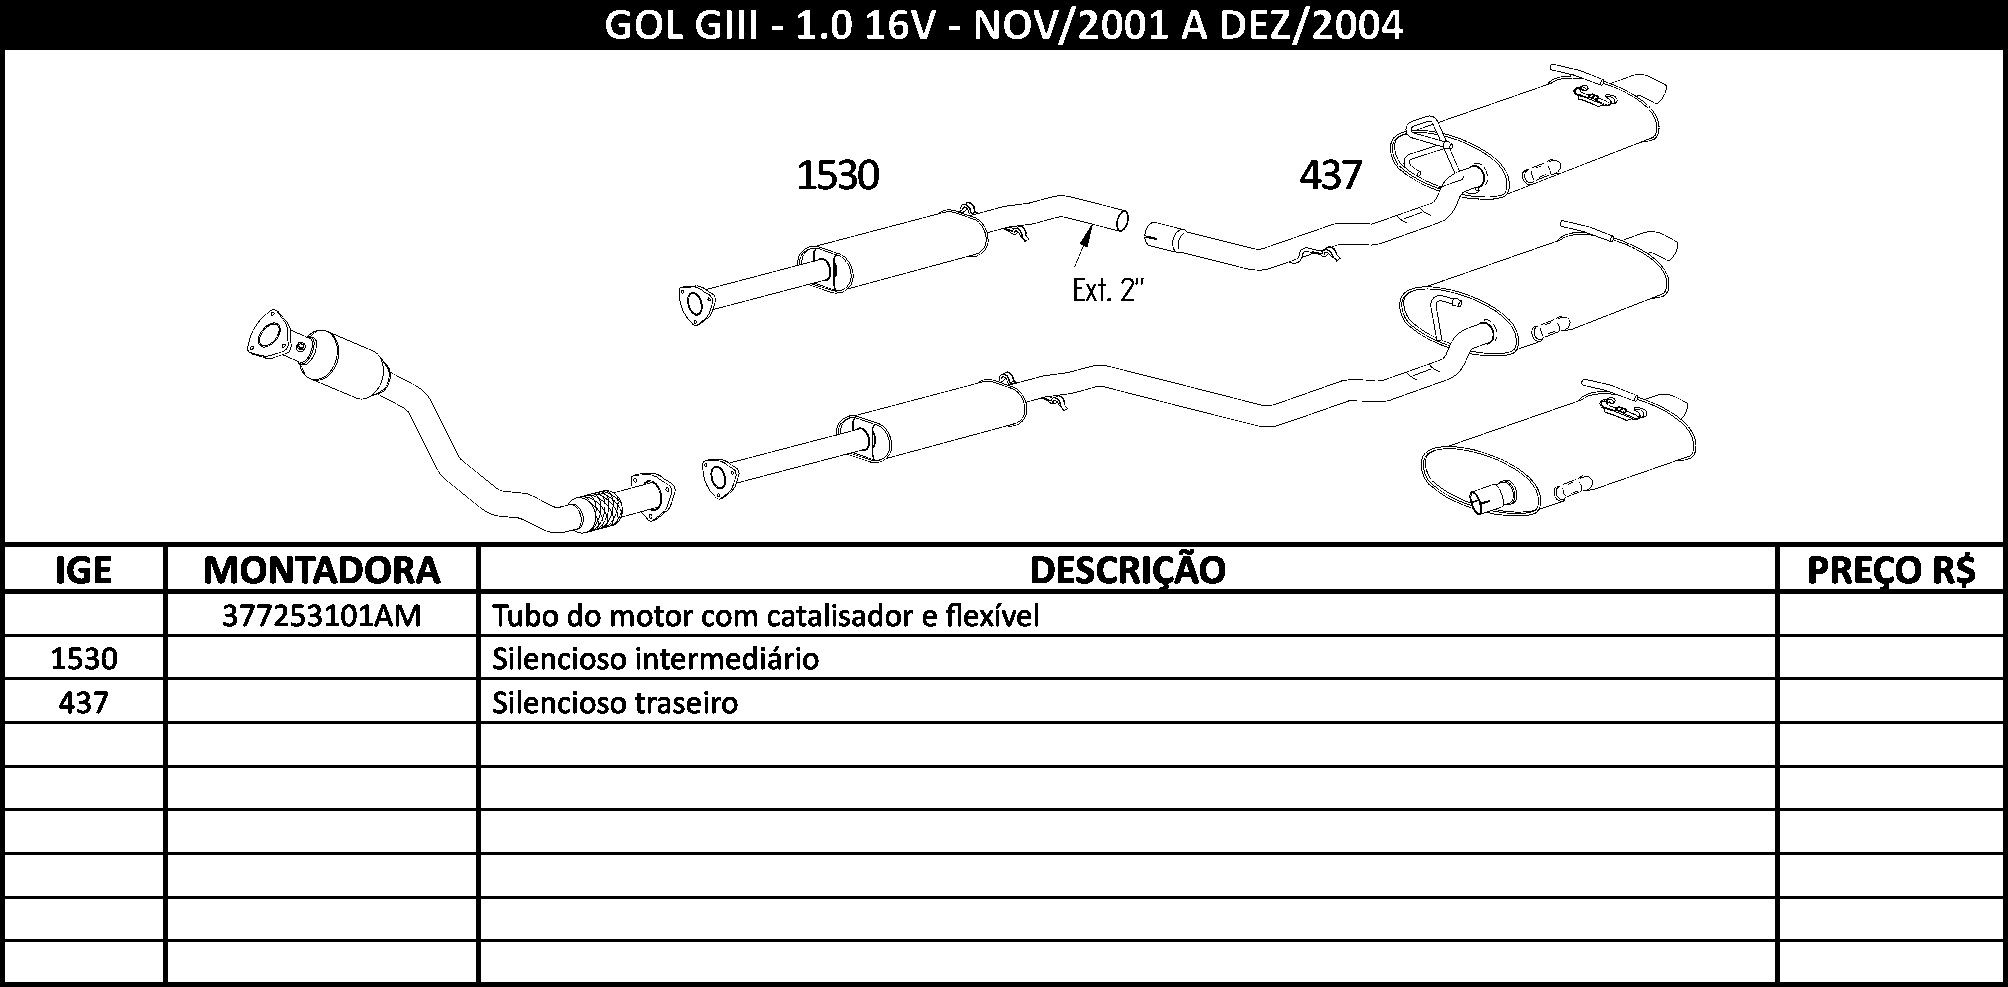 GOL GIII - 1.0 16V - NOV/2001 A DEZ/2004
1530
437
Ext. 2"
IGE MONTADORA DESCRIÇÃO PREÇO R$
377253101AM Tubo do motor com catalisador e flexível
1530 Silencioso intermediário
437 Silencioso traseiro